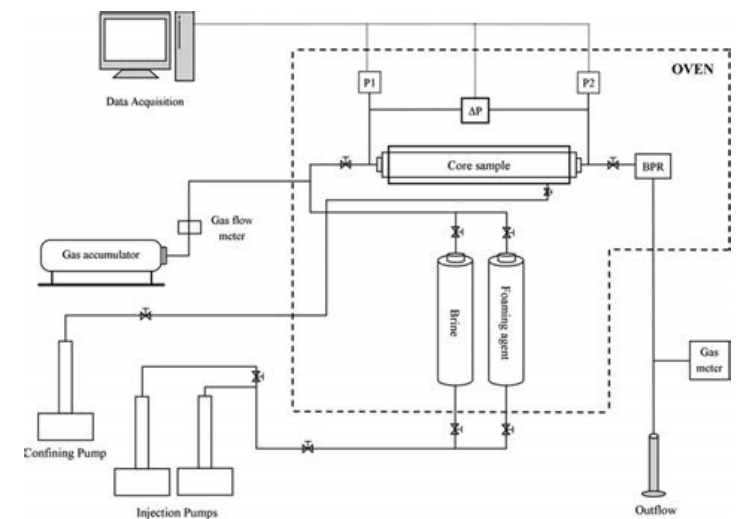 Data Acquisition
P1
P2
OVEN
ΔP
Core sample
BPR
Gas flow
meter
Gas accumulator
Brine
Foaming agent
Gas
meter
Confining Pump
Injection Pumps
Outflow